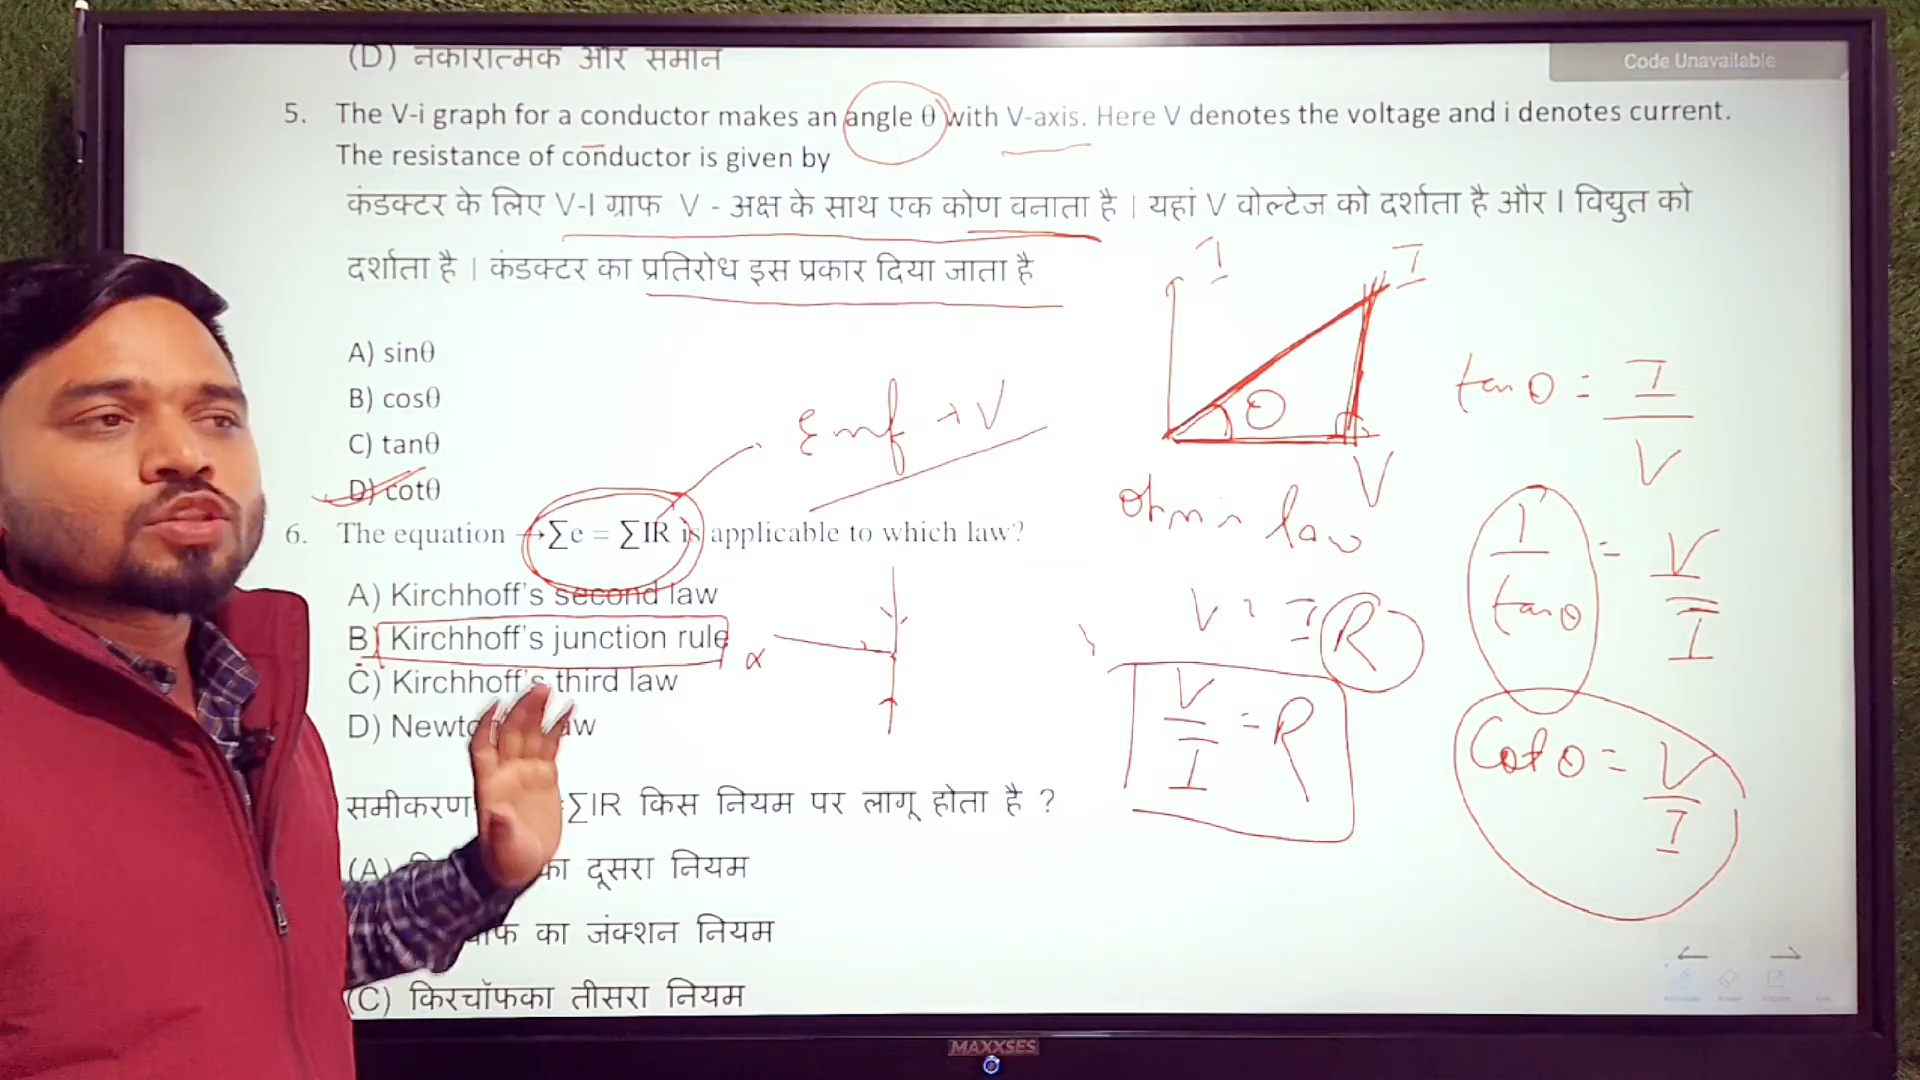 (D) नकारात्मक और समान
Code Unavailable
5. The V-i graph for a conductor makes an angle θ with V-axis. Here V denotes the voltage and i denotes current.
The resistance of conductor is given by
कंडक्टर के लिए V-I ग्राफ V - अक्ष के साथ एक कोण बनाता है । यहां V वोल्टेज को दर्शाता है और I विद्युत को
दर्शाता है । कंडक्टर का प्रतिरोध इस प्रकार दिया जाता है
A) sinθ
B) cosθ
C) tanθ
D) cotθ
I
I
θ
V
tan θ = I/V
Emf → V
ohm's law
1/tanθ = V/I
V = IR
V/I = R
Cot θ = V/I
6. The equation →∑e = ∑IR is applicable to which law?
A) Kirchhoff's second law
B) Kirchhoff's junction rule
C) Kirchhoff's third law
D) law
समीकरण ∑IR किस नियम पर लागू होता है ?
(A) का दूसरा नियम
का जंक्शन नियम
(C) किरचॉफका तीसरा नियम
MAXXSES